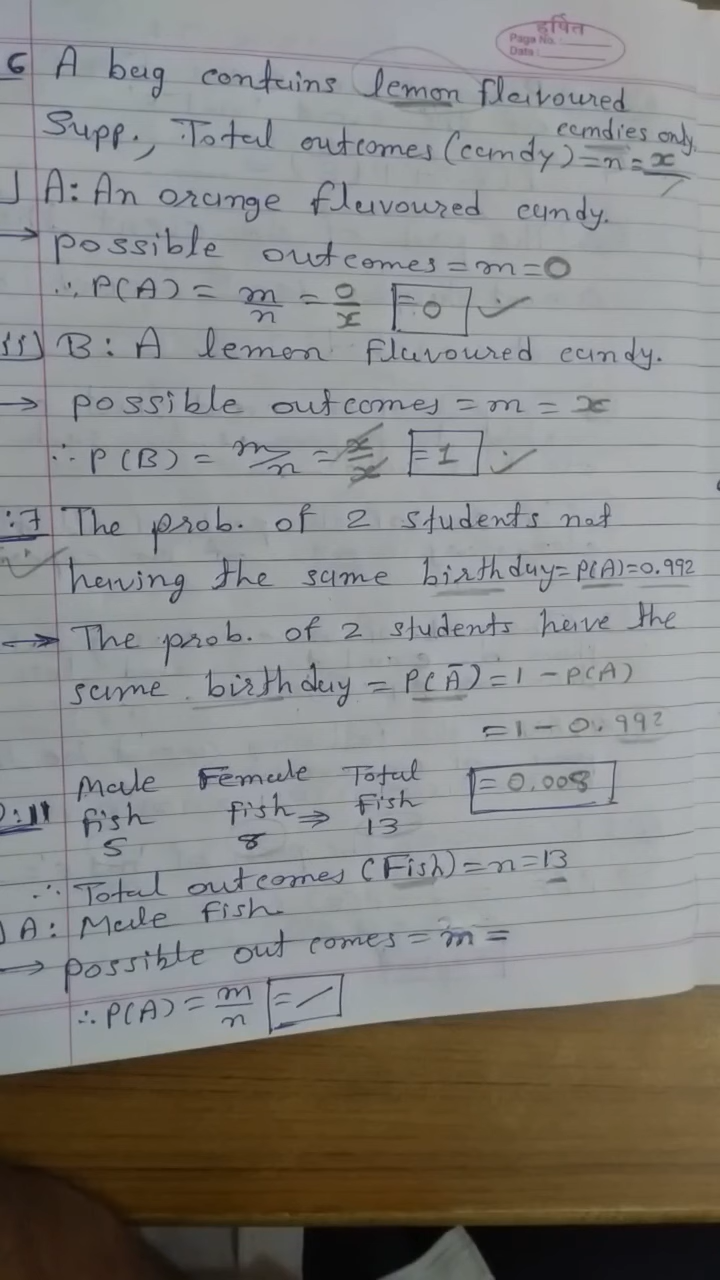 हर्षित
Page No.
Date:
6 A bag contains lemon flavoured
candies only.
Supp., Total outcomes (candy) = n = x
) A: An orange flavoured candy.
→ possible outcomes = m = 0
∴ P(A) = m/n = 0/x = 0
ii) B: A lemon flavoured candy.
→ possible outcomes = m = x
∴ P(B) = m/n = x/x = 1
:7 The prob. of 2 students not
having the same birthday = P(A) = 0.992
→ The prob. of 2 students have the
same birthday = P(Ā) = 1 - P(A)
= 1 - 0.992
= 0.008
Male Female Total
:11 fish fish ⇒ Fish
5 8 13
∴ Total outcomes (Fish) = n = 13
) A: Male fish
→ possible out comes = m =
∴ P(A) = m/n =